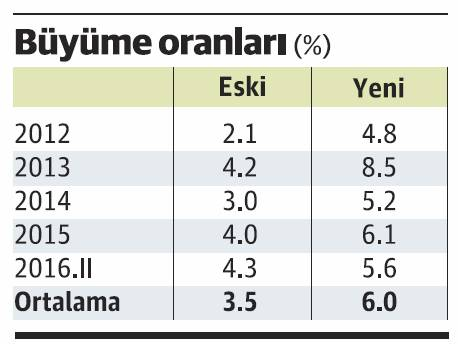 Büyüme oranları (%)
Eski Yeni
2012 2.1 4.8
2013 4.2 8.5
2014 3.0 5.2
2015 4.0 6.1
2016.II 4.3 5.6
Ortalama 3.5 6.0